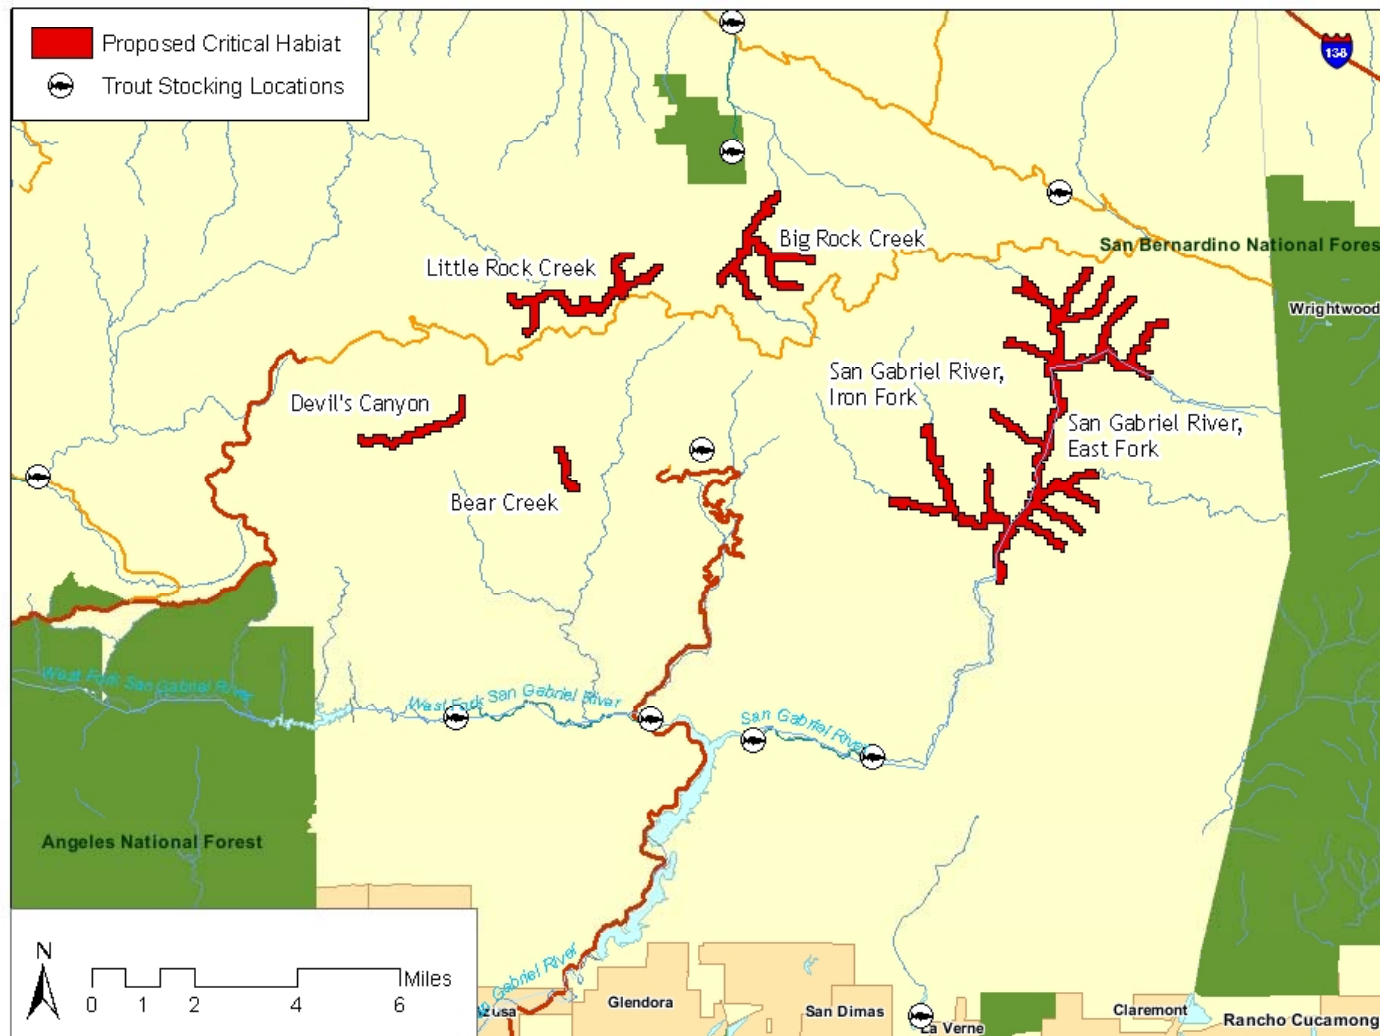 Proposed Critical Habiat
Trout Stocking Locations
138
Big Rock Creek
San Bernardino National Fores
Little Rock Creek
Wrightwood
San Gabriel River,
Iron Fork
Devil's Canyon
San Gabriel River,
East Fork
Bear Creek
West Fork San Gabriel River
West Fork San Gabriel River
San Gabriel River
Angeles National Forest
N
Miles
0 1 2 4 6
Gabriel River
Glendora
San Dimas
La Verne
Claremont
Rancho Cucamong